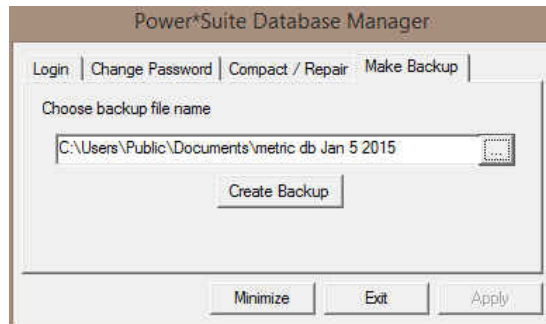 Power*Suite Database Manager
Login Change Password Compact / Repair Make Backup
Choose backup file name
C:\Users\Public\Documents\metric db Jan 5 2015 ...
Create Backup
Minimize Exit Apply